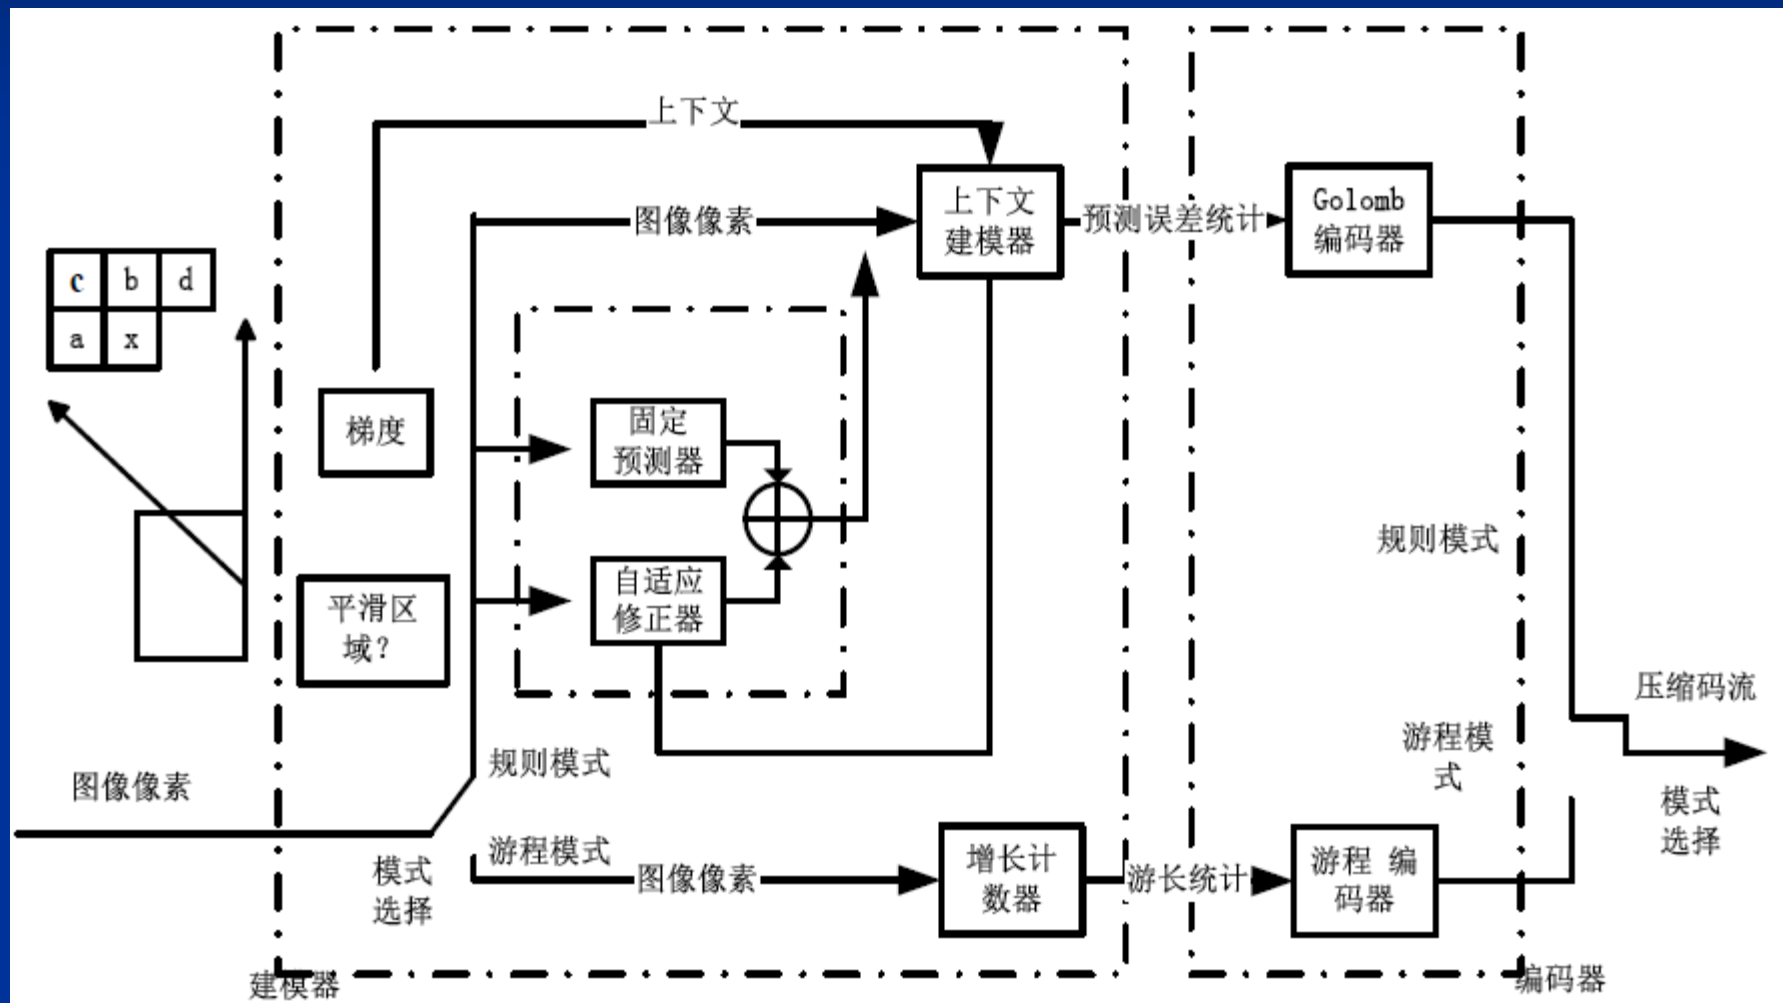 上下文
图像像素
上下文
建模器
预测误差统计
Golomb
编码器
c b d
a x
梯度
固定
预测器
自适应
修正器
平滑区
域?
规则模式
压缩码流
游程模
式
规则模式
图像像素
模式
选择
游程模式
图像像素
模式
选择
增长计
数器
游长统计
游程 编
码器
建模器
编码器